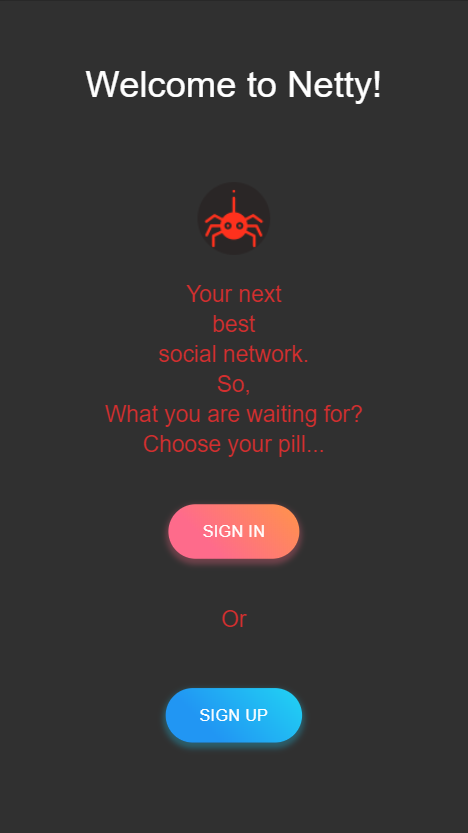 Welcome to Netty!
Your next
best
social network.
So,
What you are waiting for?
Choose your pill...
SIGN IN
Or
SIGN UP